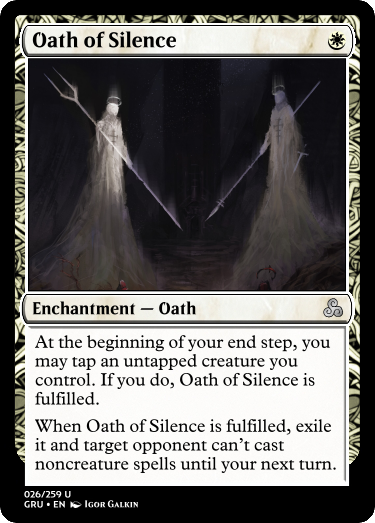 Oath of Silence
Enchantment — Oath
At the beginning of your end step, you
may tap an untapped creature you
control. If you do, Oath of Silence is
fulfilled.
When Oath of Silence is fulfilled, exile
it and target opponent can't cast
noncreature spells until your next turn.
026/259 U
GRU • EN Igor Galkin